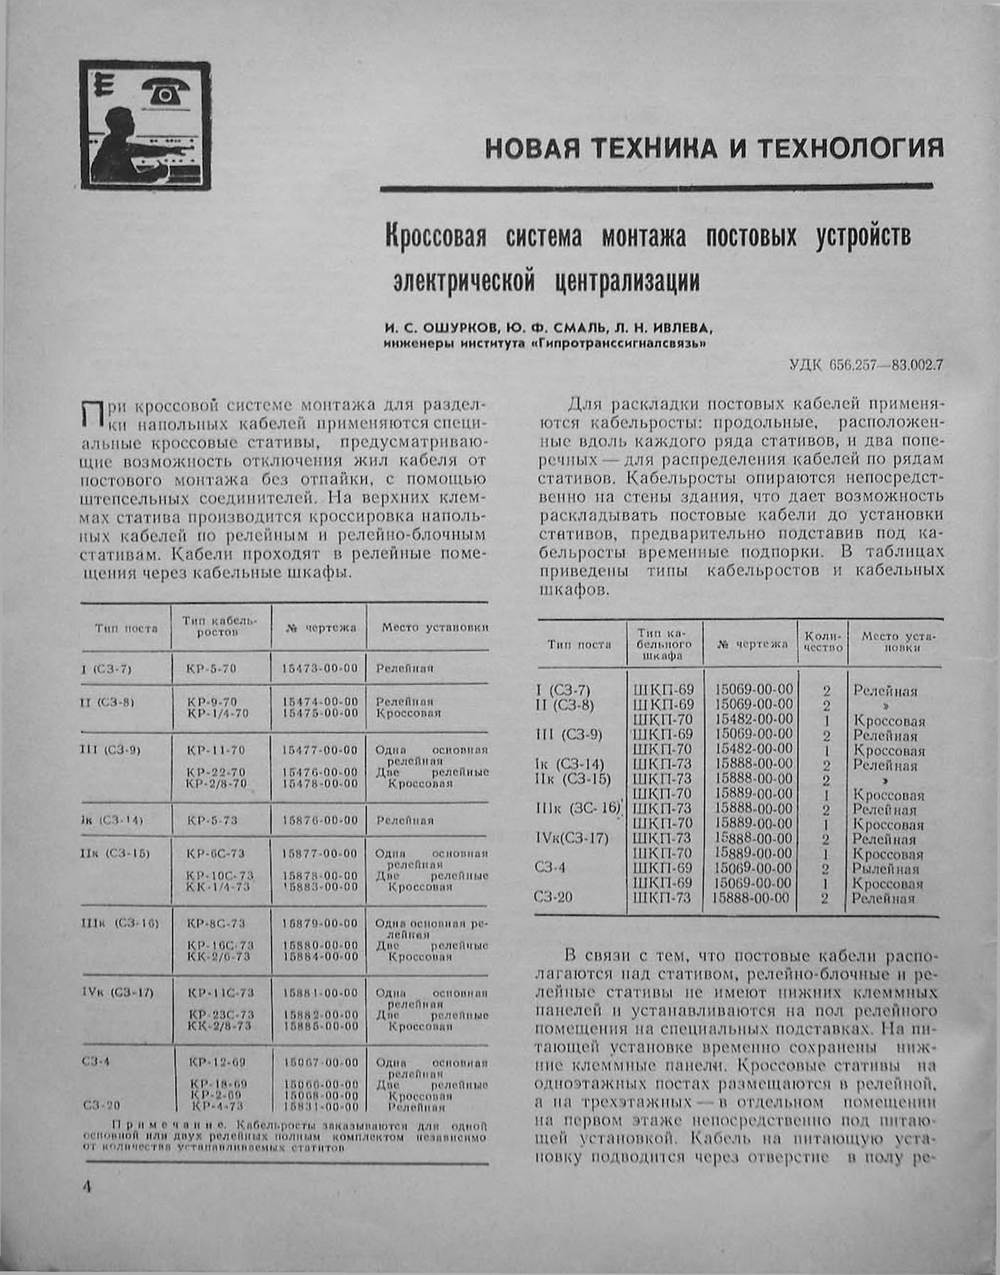 НОВАЯ ТЕХНИКА И ТЕХНОЛОГИЯ
Кроссовая система монтажа постовых устройств
электрической централизации
И. С. ОШУРКОВ, Ю. Ф. СМАЛЬ, Л. Н. ИВЛЕВА,
инженеры института «Гипротранссигналсвязь»
УДК 656.257—83.002.7
При кроссовой системе монтажа для раздел-
ки напольных кабелей применяются специ-
альные кроссовые стативы, предусматриваю-
щие возможность отключения жил кабеля от
постового монтажа без отпайки, с помощью
штепсельных соединителей. На верхних клем-
мах статива производится кроссировка наполь-
ных кабелей по релейным и релейно-блочным
стативам. Кабели проходят в релейные поме-
щения через кабельные шкафы.
Тип поста Тип кабель- № чертежа Место установки
ростов
I (СЗ-7) КР-5-70 15473-00-00 Релейная
II (СЗ-8) КР-9-70 15474-00-00 Релейная
КР-1/4-70 15475-00-00 Кроссовая
III (СЗ-9) КР-11-70 15477-00-00 Одна основная
релейная
КР-22-70 15476-00-00 Две релейные
КР-2/8-70 15478-00-00 Кроссовая
Iк (СЗ-14) КР-5-73 15876-00-00 Релейная
IIк (СЗ-15) КР-6С-73 15877-00-00 Одна основная
релейная
КР-10С-73 15878-00-00 Две релейные
КК-1/4-73 15883-00-00 Кроссовая
IIIк (СЗ-16) КР-8С-73 15879-00-00 Одна основная ре-
лейная
КР-16С-73 15880-00-00 Две релейные
КК-2/6-73 15884-00-00 Кроссовая
IVк (СЗ-17) КР-11С-73 15881-00-00 Одна основная
релейная
КР-23С-73 15882-00-00 Две релейные
КК-2/8-73 15885-00-00 Кроссовая
СЗ-4 КР-12-69 15067-00-00 Одна основная
релейная
КР-18-69 15066-00-00 Две релейные
КР-2-69 15068-00-00 Кроссовая
СЗ-20 КР-4-73 15831-00-00 Релейная
Примечание. Кабельросты заказываются для одной
основной или двух релейных полным комплектом независимо
от количества устанавливаемых статитов
4
Для раскладки постовых кабелей применя-
ются кабельросты: продольные, расположен-
ные вдоль каждого ряда стативов, и два попе-
речных — для распределения кабелей по рядам
стативов. Кабельросты опираются непосредст-
венно на стены здания, что дает возможность
раскладывать постовые кабели до установки
стативов, предварительно подставив под ка-
бельросты временные подпорки. В таблицах
приведены типы кабельростов и кабельных
шкафов.
Тип поста Тип ка- № чертежа Коли- Место уста-
бельного чество новки
шкафа
I (СЗ-7) ШКП-69 15069-00-00 2 Релейная
II (СЗ-8) ШКП-69 15069-00-00 2 »
ШКП-70 15482-00-00 1 Кроссовая
III (СЗ-9) ШКП-69 15069-00-00 2 Релейная
ШКП-70 15482-00-00 1 Кроссовая
Iк (СЗ-14) ШКП-73 15888-00-00 2 Релейная
IIк (СЗ-15) ШКП-73 15888-00-00 2 »
ШКП-70 15889-00-00 1 Кроссовая
IIIк (ЗС-16) ШКП-73 15888-00-00 2 Релейная
ШКП-70 15889-00-00 1 Кроссовая
IVк(СЗ-17) ШКП-73 15888-00-00 2 Релейная
ШКП-70 15889-00-00 1 Кроссовая
СЗ-4 ШКП-69 15069-00-00 2 Рылейная
ШКП-69 15069-00-00 1 Кроссовая
СЗ-20 ШКП-73 15888-00-00 2 Релейная
В связи с тем, что постовые кабели распо-
лагаются над стативом, релейно-блочные и ре-
лейные стативы не имеют нижних клеммных
панелей и устанавливаются на пол релейного
помещения на специальных подставках. На пи-
тающей установке временно сохранены ниж-
ние клеммные панели. Кроссовые стативы на
одноэтажных постах размещаются в релейной,
а на трехэтажных — в отдельном помещении
на первом этаже непосредственно под питаю-
щей установкой. Кабель на питающую уста-
новку подводится через отверстие в полу ре-